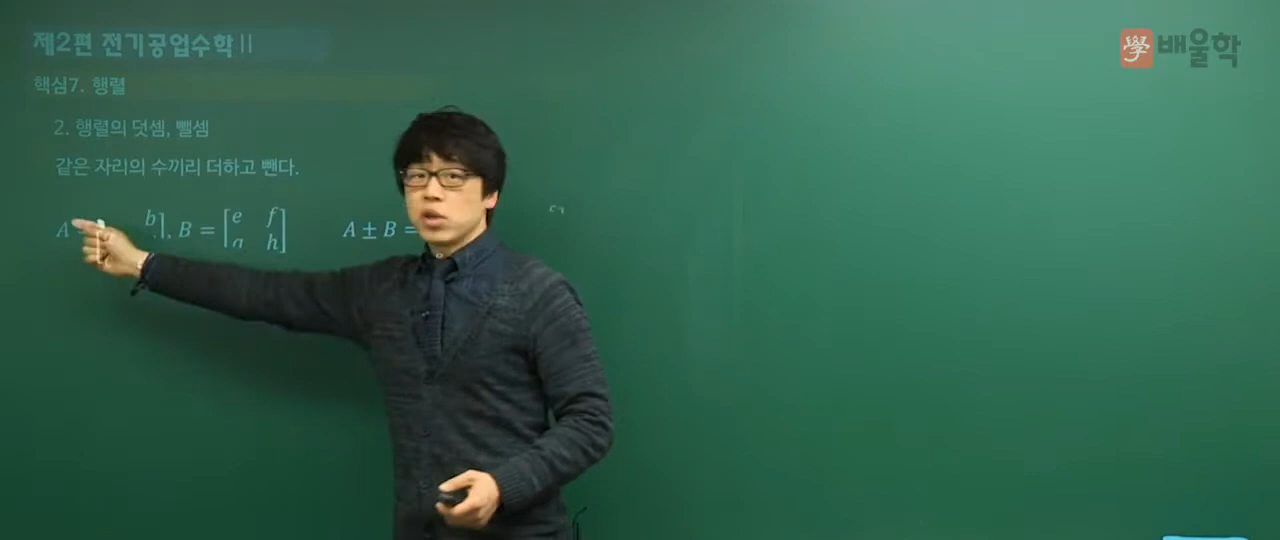 제2편 전기공업수학 II
學 배울학
핵심7. 행렬
2. 행렬의 덧셈, 뺄셈
같은 자리의 수끼리 더하고 뺀다.
A b], B = [e f A ± B =
g h]